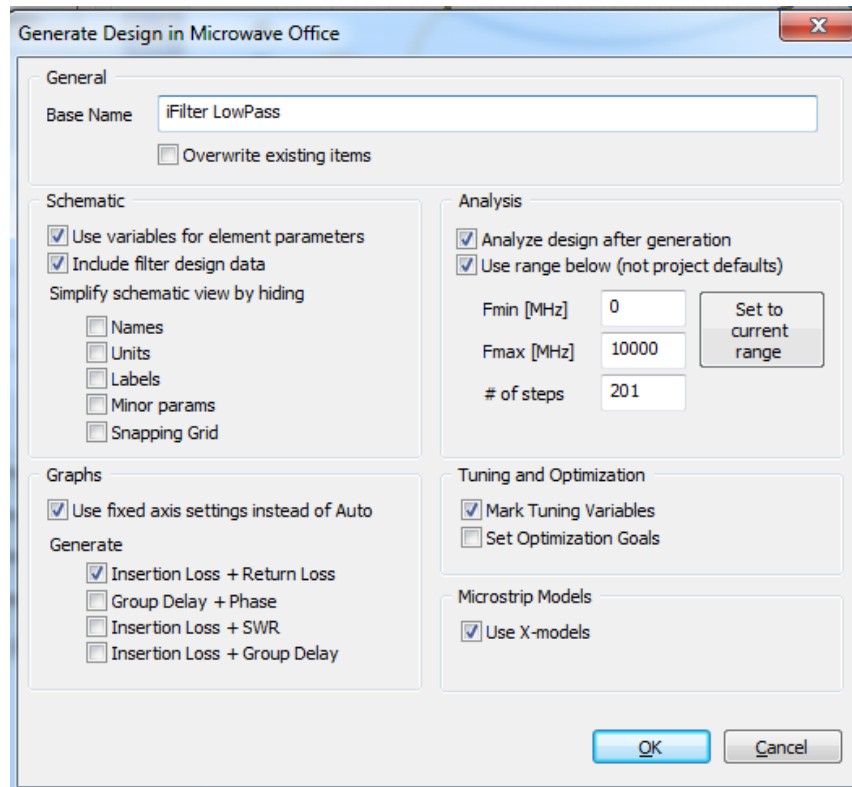 Generate Design in Microwave Office
X
General
Base Name
iFilter LowPass
Overwrite existing items
Schematic
Use variables for element parameters
Include filter design data
Simplify schematic view by hiding
Names
Units
Labels
Minor params
Snapping Grid
Analysis
Analyze design after generation
Use range below (not project defaults)
Fmin [MHz]
0
Fmax [MHz]
10000
# of steps
201
Set to
current
range
Graphs
Use fixed axis settings instead of Auto
Generate
Insertion Loss + Return Loss
Group Delay + Phase
Insertion Loss + SWR
Insertion Loss + Group Delay
Tuning and Optimization
Mark Tuning Variables
Set Optimization Goals
Microstrip Models
Use X-models
OK
Cancel